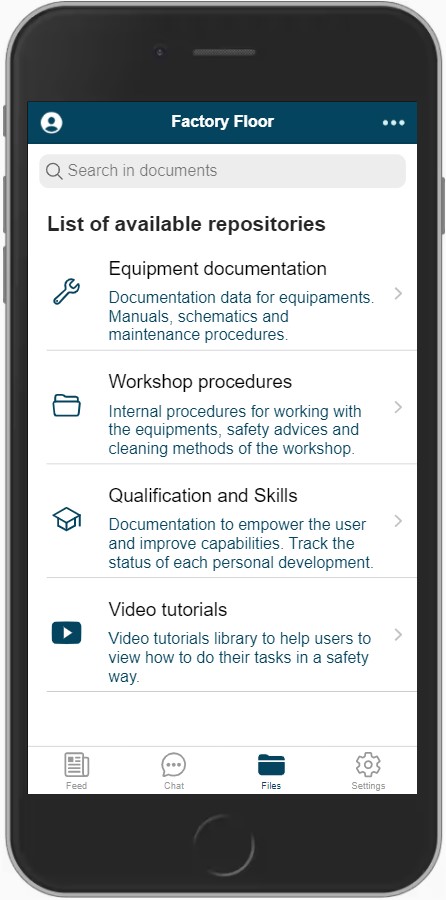 Factory Floor
Search in documents
List of available repositories
Equipment documentation
Documentation data for equipaments.
Manuals, schematics and
maintenance procedures.
Workshop procedures
Internal procedures for working with
the equipments, safety advices and
cleaning methods of the workshop.
Qualification and Skills
Documentation to empower the user
and improve capabilities. Track the
status of each personal development.
Video tutorials
Video tutorials library to help users to
view how to do their tasks in a safety
way.
Feed
Chat
Files
Settings